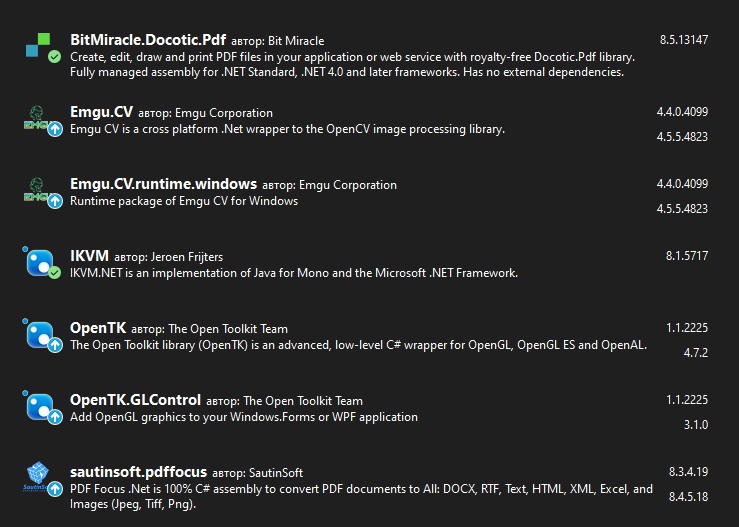 BitMiracle.Docotic.Pdf автор: Bit Miracle 8.5.13147
Create, edit, draw and print PDF files in your application or web service with royalty-free Docotic.Pdf library.
Fully managed assembly for .NET Standard, .NET 4.0 and later frameworks. Has no external dependencies.
Emgu.CV автор: Emgu Corporation 4.4.0.4099
Emgu CV is a cross platform .Net wrapper to the OpenCV image processing library.
4.5.5.4823
Emgu.CV.runtime.windows автор: Emgu Corporation 4.4.0.4099
Runtime package of Emgu CV for Windows
4.5.5.4823
IKVM автор: Jeroen Frijters 8.1.5717
IKVM.NET is an implementation of Java for Mono and the Microsoft .NET Framework.
OpenTK автор: The Open Toolkit Team 1.1.2225
The Open Toolkit library (OpenTK) is an advanced, low-level C# wrapper for OpenGL, OpenGL ES and OpenAL.
4.7.2
OpenTK.GLControl автор: The Open Toolkit Team 1.1.2225
Add OpenGL graphics to your Windows.Forms or WPF application
3.1.0
sautinsoft.pdffocus автор: SautinSoft 8.3.4.19
PDF Focus .Net is 100% C# assembly to convert PDF documents to All: DOCX, RTF, Text, HTML, XML, Excel, and
Images (Jpeg, Tiff, Png).
8.4.5.18